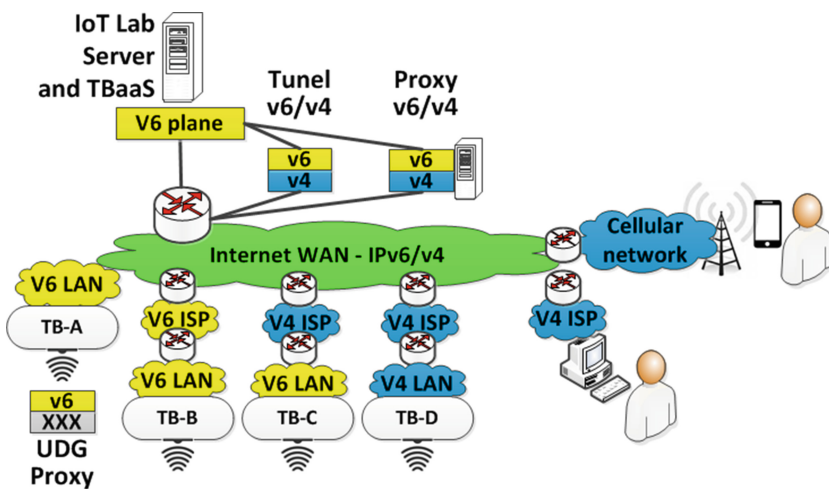 IoT Lab
Server
and TBaaS
Tunel
v6/v4
Proxy
v6/v4
V6 plane
v6
v4
v6
v4
Cellular
network
Internet WAN - IPv6/v4
V6 LAN
TB-A
V6 ISP
V4 ISP
V4 ISP
V4 ISP
V6 LAN
V6 LAN
V4 LAN
TB-B
TB-C
TB-D
v6
XXX
UDG
Proxy